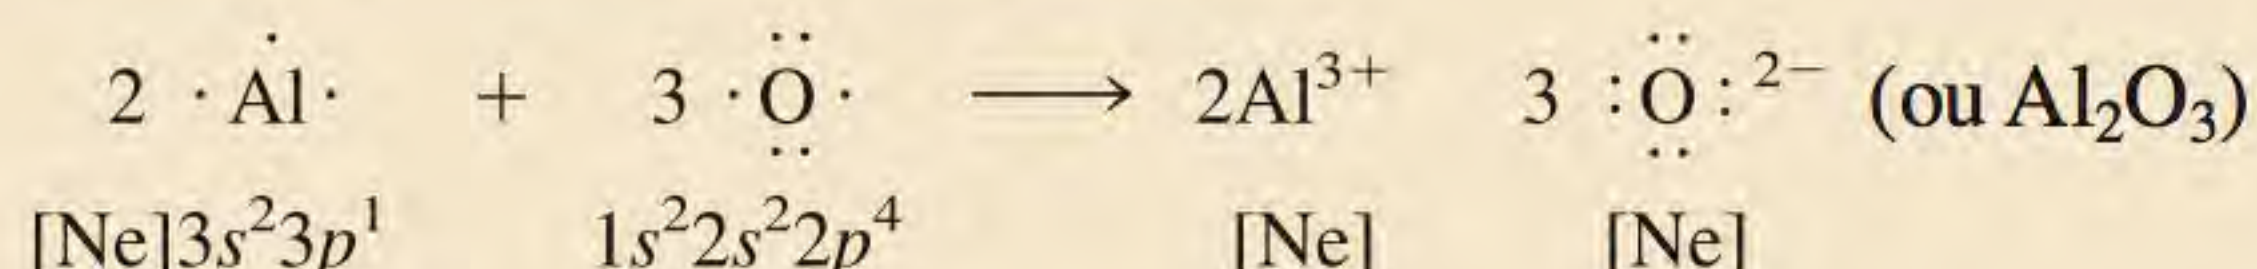 2 ·Al· + 3 ·O· ⟶ 2Al³⁺ 3 :O:²⁻ (ou Al₂O₃)
[Ne]3s²3p¹ 1s²2s²2p⁴ [Ne] [Ne]